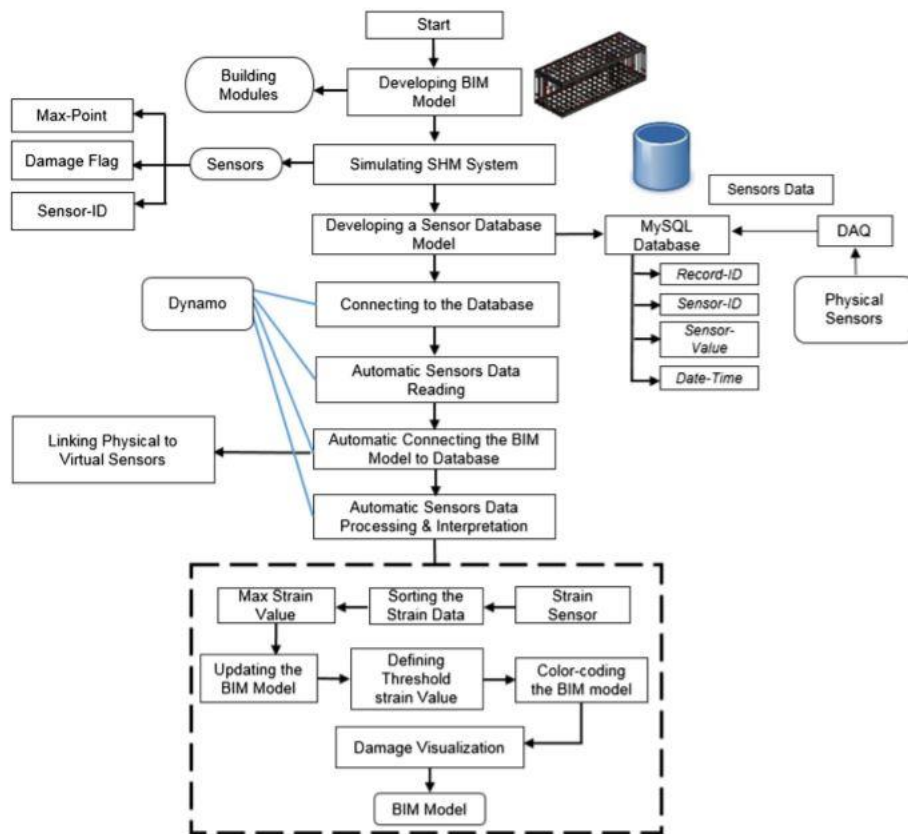 Start
Building
Modules
Developing BIM
Model
Max-Point
Damage Flag
Sensor-ID
Sensors
Simulating SHM System
Sensors Data
Developing a Sensor Database
Model
MySQL
Database
DAQ
Record-ID
Sensor-ID
Sensor-
Value
Date-Time
Physical
Sensors
Dynamo
Connecting to the Database
Automatic Sensors Data
Reading
Linking Physical to
Virtual Sensors
Automatic Connecting the BIM
Model to Database
Automatic Sensors Data
Processing & Interpretation
Max Strain
Value
Sorting the
Strain Data
Strain
Sensor
Updating the
BIM Model
Defining
Threshold
strain Value
Color-coding
the BIM model
Damage Visualization
BIM Model